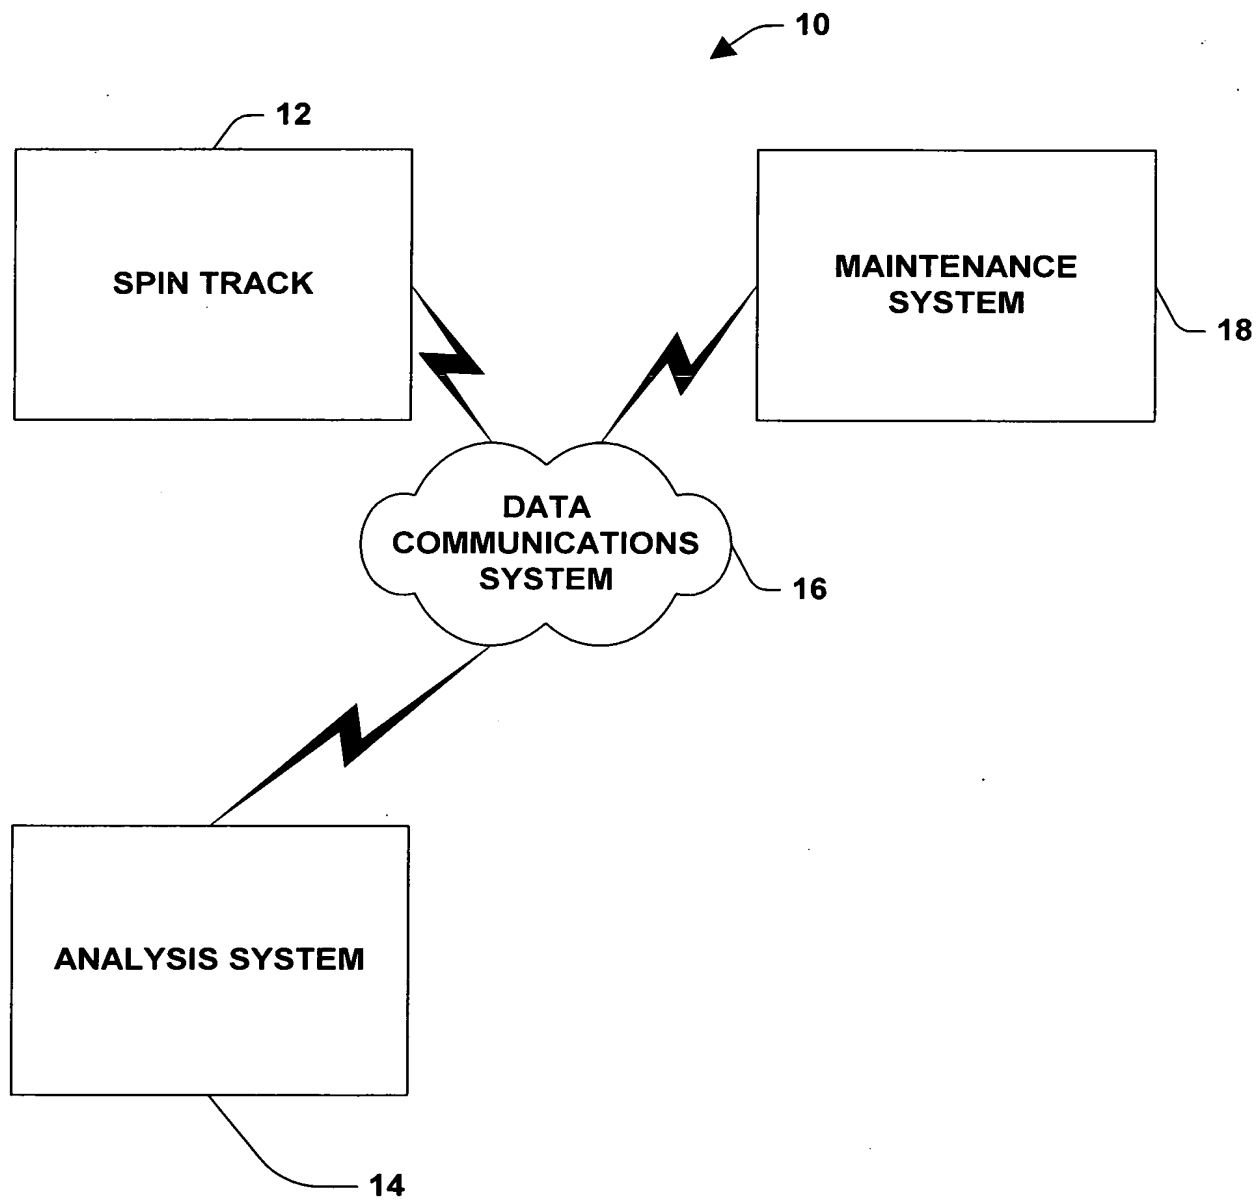 10
12
SPIN TRACK
MAINTENANCE
SYSTEM
18
DATA
COMMUNICATIONS
SYSTEM
16
ANALYSIS SYSTEM
14